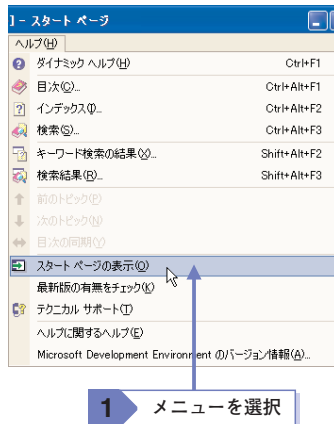 ] - スタート ページ
ヘルプ(H)
ダイナミック ヘルプ(H) Ctrl+F1
目次(C)... Ctrl+Alt+F1
インデックス(I)... Ctrl+Alt+F2
検索(S)... Ctrl+Alt+F3
キーワード検索の結果(X)... Shift+Alt+F2
検索結果(R)... Shift+Alt+F3
前のトピック(P)
次のトピック(N)
目次の同期(Y)
スタート ページの表示(O)
最新版の有無をチェック(K)
テクニカル サポート(T)
ヘルプに関するヘルプ(E)
Microsoft Development Environment のバージョン情報(A)...
1 メニューを選択